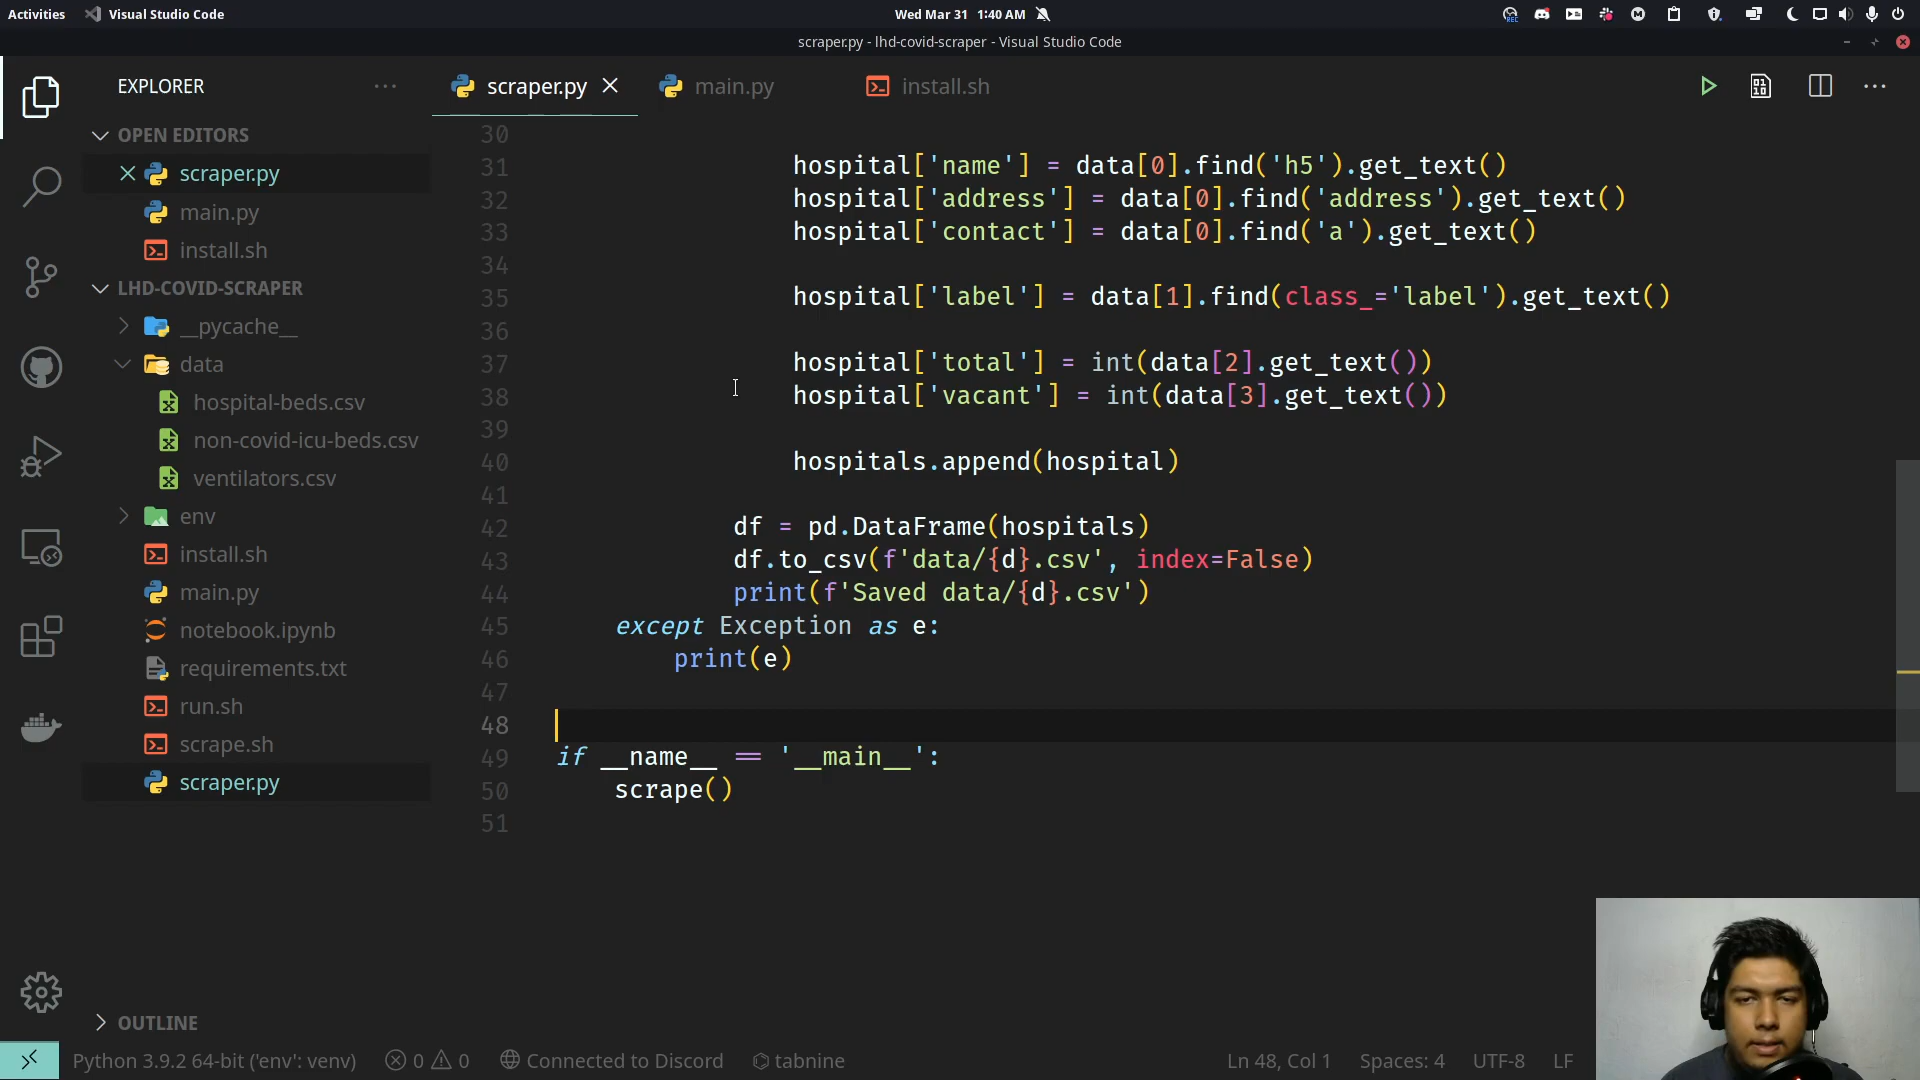 Activities
Visual Studio Code
Wed Mar 31 1:40 AM
scraper.py - lhd-covid-scraper - Visual Studio Code
EXPLORER
OPEN EDITORS
scraper.py
main.py
install.sh
LHD-COVID-SCRAPER
__pycache__
data
hospital-beds.csv
non-covid-icu-beds.csv
ventilators.csv
env
install.sh
main.py
notebook.ipynb
requirements.txt
run.sh
scrape.sh
scraper.py
OUTLINE
scraper.py
main.py
install.sh
30
31 hospital['name'] = data[0].find('h5').get_text()
32 hospital['address'] = data[0].find('address').get_text()
33 hospital['contact'] = data[0].find('a').get_text()
34
35 hospital['label'] = data[1].find(class_='label').get_text()
36
37 hospital['total'] = int(data[2].get_text())
38 hospital['vacant'] = int(data[3].get_text())
39
40 hospitals.append(hospital)
41
42 df = pd.DataFrame(hospitals)
43 df.to_csv(f'data/{d}.csv', index=False)
44 print(f'Saved data/{d}.csv')
45 except Exception as e:
46 print(e)
47
48
49 if __name__ == '__main__':
50 scrape()
51
Python 3.9.2 64-bit ('env': venv)
0
0
Connected to Discord
tabnine
Ln 48, Col 1
Spaces: 4
UTF-8
LF